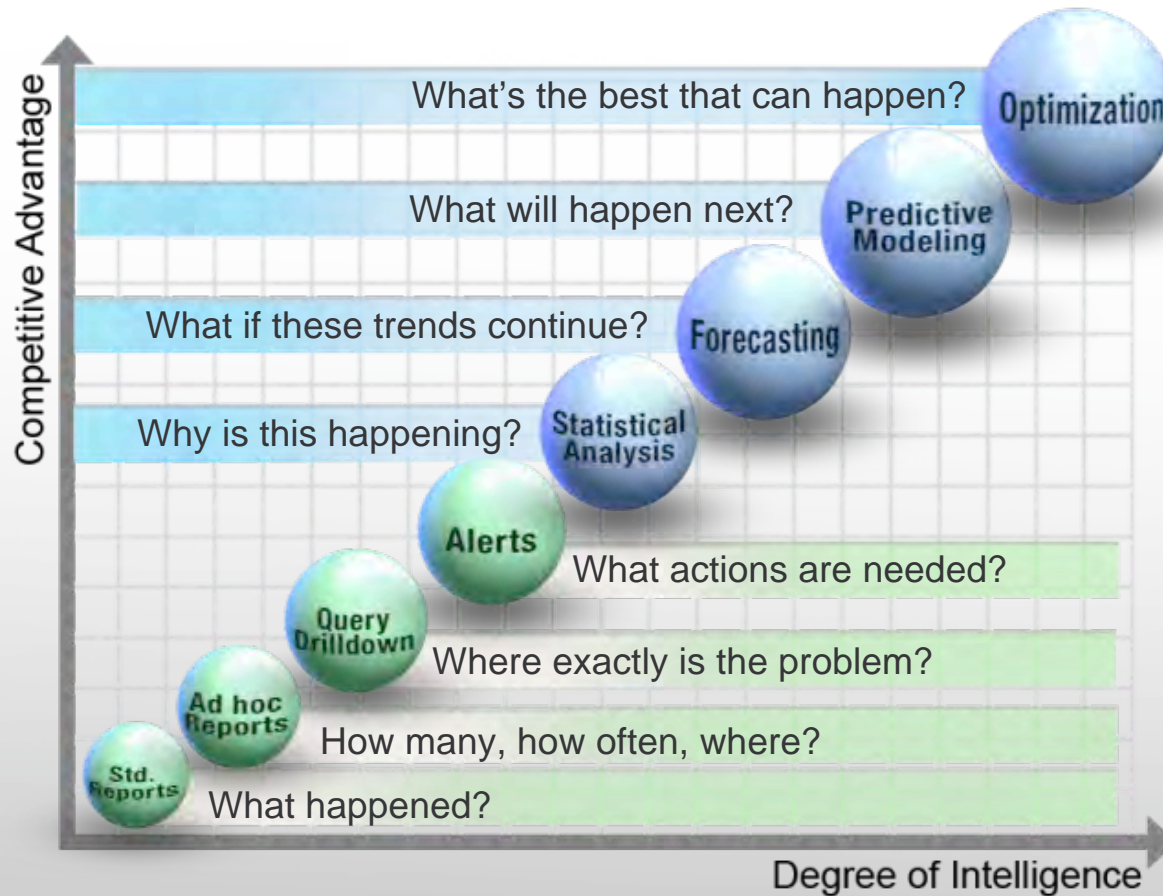 Competitive Advantage
What's the best that can happen?
Optimization
What will happen next?
Predictive
Modeling
What if these trends continue?
Forecasting
Why is this happening?
Statistical
Analysis
Alerts
What actions are needed?
Query
Drilldown
Where exactly is the problem?
Ad hoc
Reports
How many, how often, where?
Std.
Reports
What happened?
Degree of Intelligence